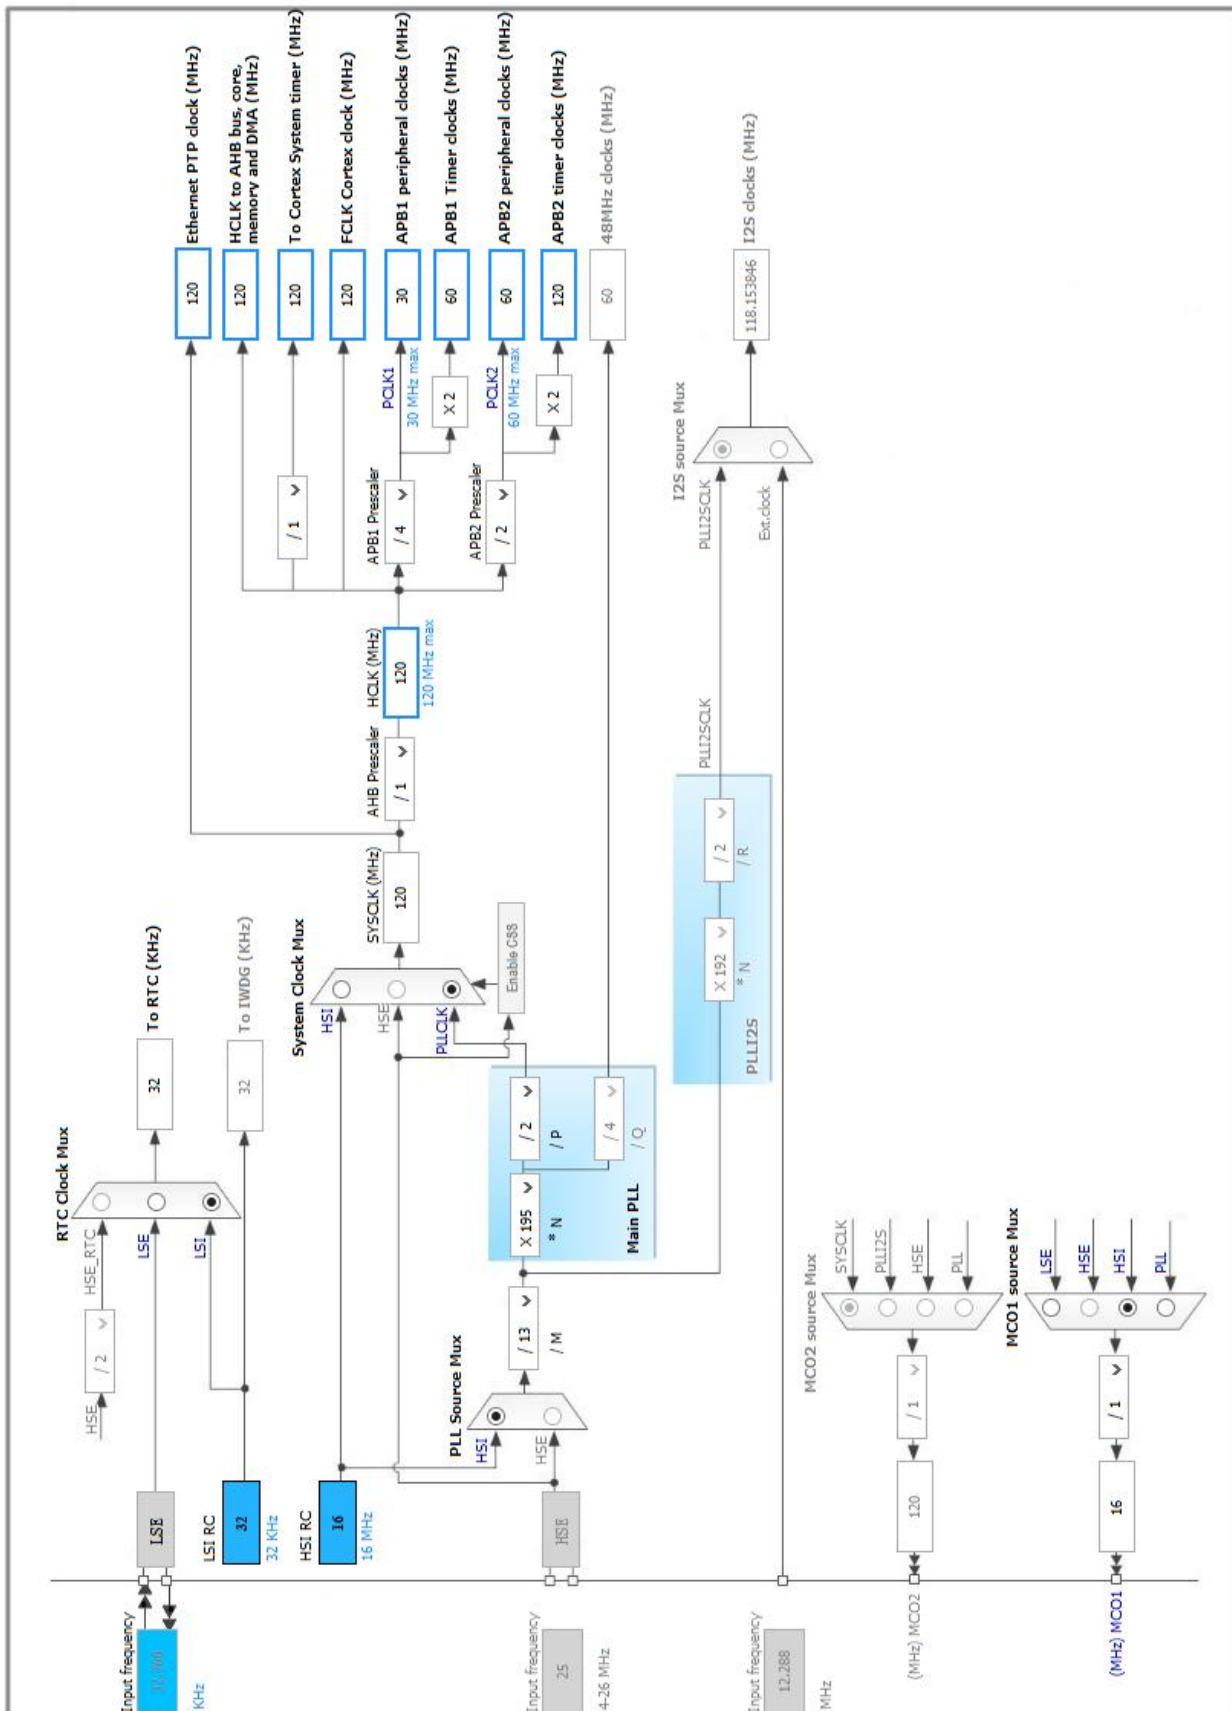 Input frequency
KHz
LSE
HSE
/ 2
HSE_RTC
LSE
LSI
RTC Clock Mux
32
To RTC (KHz)
LSI RC
32
32 KHz
32
To IWDG (KHz)
HSI RC
16
16 MHz
System Clock Mux
HSI
HSE
PLLCLK
Enable CSS
SYSCLK (MHz)
120
AHB Prescaler
/ 1
HCLK (MHz)
120
120 MHz max
120
Ethernet PTP clock (MHz)
120
HCLK to AHB bus, core,
memory and DMA (MHz)
/ 1
120
To Cortex System timer (MHz)
120
FCLK Cortex clock (MHz)
APB1 Prescaler
/ 4
PCLK1
30 MHz max
30
APB1 peripheral clocks (MHz)
X 2
60
APB1 Timer clocks (MHz)
APB2 Prescaler
/ 2
PCLK2
60 MHz max
60
APB2 peripheral clocks (MHz)
X 2
120
APB2 timer clocks (MHz)
60
48MHz clocks (MHz)
Input frequency
25
4-26 MHz
HSE
PLL Source Mux
HSI
HSE
/ 13
/ M
X 195
* N
/ 2
/ P
/ 4
/ Q
Main PLL
PLLI2S
X 192
* N
/ 2
/ R
PLLI2SCLK
PLLI2SCLK
Ext.clock
I2S source Mux
118.153846
I2S clocks (MHz)
Input frequency
12.288
MHz
MCO2 source Mux
SYSCLK
PLLI2S
HSE
PLL
/ 1
120
(MHz) MCO2
MCO1 source Mux
LSE
HSE
HSI
PLL
/ 1
16
(MHz) MCO1